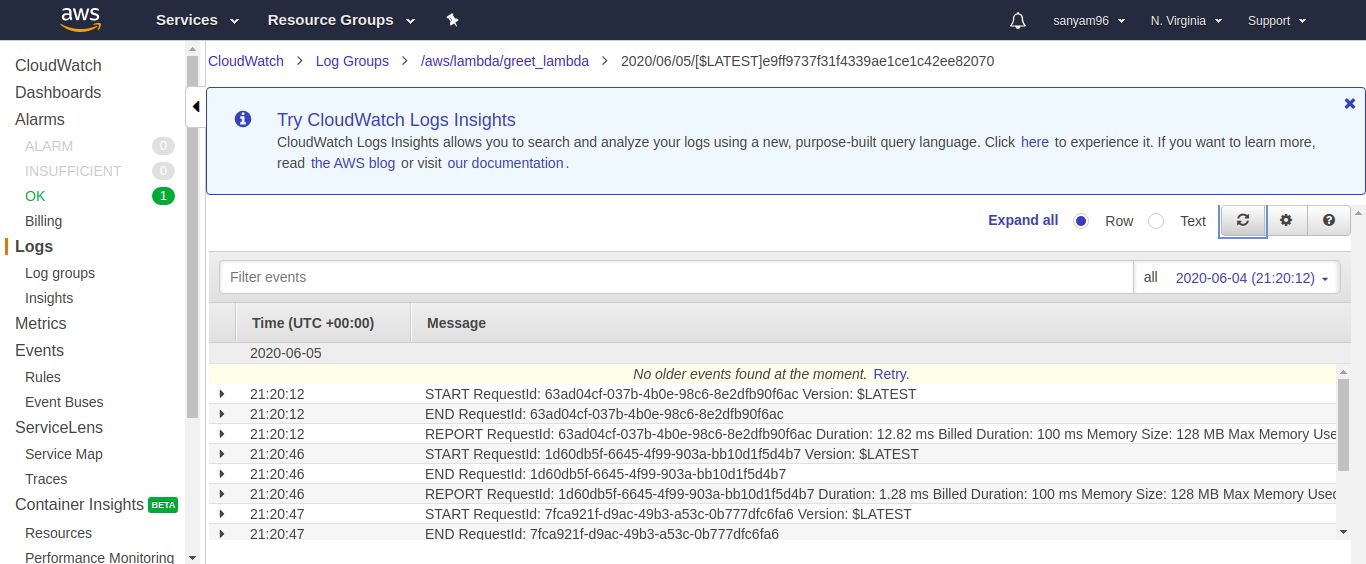 aws Services Resource Groups sanyam96 N. Virginia Support
CloudWatch
Dashboards
Alarms
ALARM 0
INSUFFICIENT 0
OK 1
Billing
Logs
Log groups
Insights
Metrics
Events
Rules
Event Buses
ServiceLens
Service Map
Traces
Container Insights BETA
Resources
Performance Monitoring
CloudWatch Log Groups /aws/lambda/greet_lambda 2020/06/05/[$LATEST]e9ff9737f31f4339ae1ce1c42ee82070
Try CloudWatch Logs Insights
CloudWatch Logs Insights allows you to search and analyze your logs using a new, purpose-built query language. Click here to experience it. If you want to learn more,
read the AWS blog or visit our documentation.
Expand all Row Text
Filter events all 2020-06-04 (21:20:12)
Time (UTC +00:00) Message
2020-06-05
No older events found at the moment. Retry.
21:20:12 START RequestId: 63ad04cf-037b-4b0e-98c6-8e2dfb90f6ac Version: $LATEST
21:20:12 END RequestId: 63ad04cf-037b-4b0e-98c6-8e2dfb90f6ac
21:20:12 REPORT RequestId: 63ad04cf-037b-4b0e-98c6-8e2dfb90f6ac Duration: 12.82 ms Billed Duration: 100 ms Memory Size: 128 MB Max Memory Use
21:20:46 START RequestId: 1d60db5f-6645-4f99-903a-bb10d1f5d4b7 Version: $LATEST
21:20:46 END RequestId: 1d60db5f-6645-4f99-903a-bb10d1f5d4b7
21:20:46 REPORT RequestId: 1d60db5f-6645-4f99-903a-bb10d1f5d4b7 Duration: 1.28 ms Billed Duration: 100 ms Memory Size: 128 MB Max Memory Used
21:20:47 START RequestId: 7fca921f-d9ac-49b3-a53c-0b777dfc6fa6 Version: $LATEST
21:20:47 END RequestId: 7fca921f-d9ac-49b3-a53c-0b777dfc6fa6